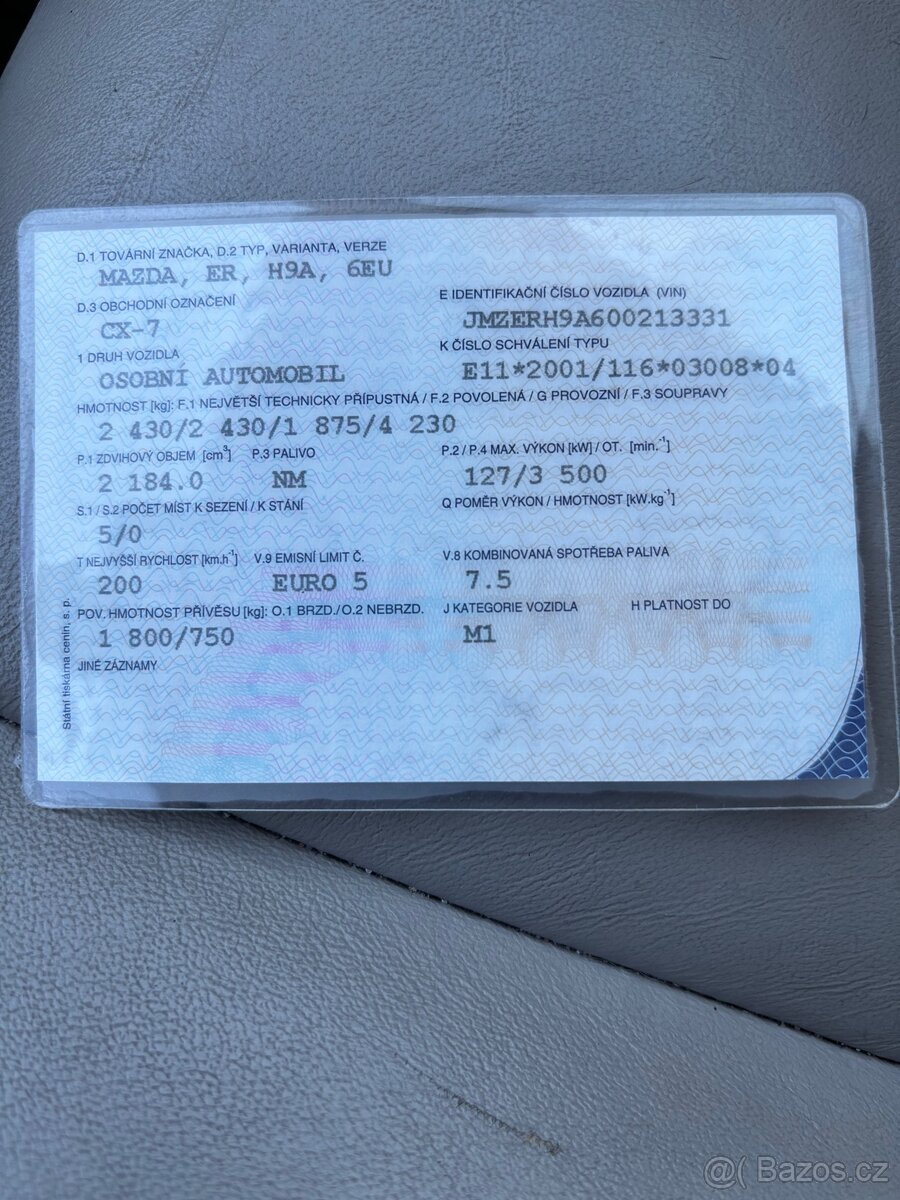 D.1 TOVÁRNÍ ZNAČKA, D.2 TYP, VARIANTA, VERZE
MAZDA, ER, H9A, 6EU
D.3 OBCHODNÍ OZNAČENÍ
CX-7
E IDENTIFIKAČNÍ ČÍSLO VOZIDLA (VIN)
JMZERH9A600213331
1 DRUH VOZIDLA
OSOBNÍ AUTOMOBIL
K ČÍSLO SCHVÁLENÍ TYPU
E11*2001/116*03008*04
HMOTNOST [kg]: F.1 NEJVĚTŠÍ TECHNICKY PŘÍPUSTNÁ / F.2 POVOLENÁ / G PROVOZNÍ / F.3 SOUPRAVY
2 430/2 430/1 875/4 230
P.1 ZDVIHOVÝ OBJEM [cm³] P.3 PALIVO P.2 / P.4 MAX. VÝKON [kW] / OT. [min.⁻¹]
2 184.0 NM 127/3 500
S.1 / S.2 POČET MÍST K SEZENÍ / K STÁNÍ Q POMĚR VÝKON / HMOTNOST [kW.kg⁻¹]
5/0
T NEJVYŠŠÍ RYCHLOST [km.h⁻¹] V.9 EMISNÍ LIMIT Č. V.8 KOMBINOVANÁ SPOTŘEBA PALIVA
200 EURO 5 7.5
POV. HMOTNOST PŘÍVĚSU [kg]: O.1 BRZD./O.2 NEBRZD. J KATEGORIE VOZIDLA H PLATNOST DO
1 800/750 M1
JINÉ ZÁZNAMY
Státní tiskárna cenin, s. p.
@( Bazos.cz